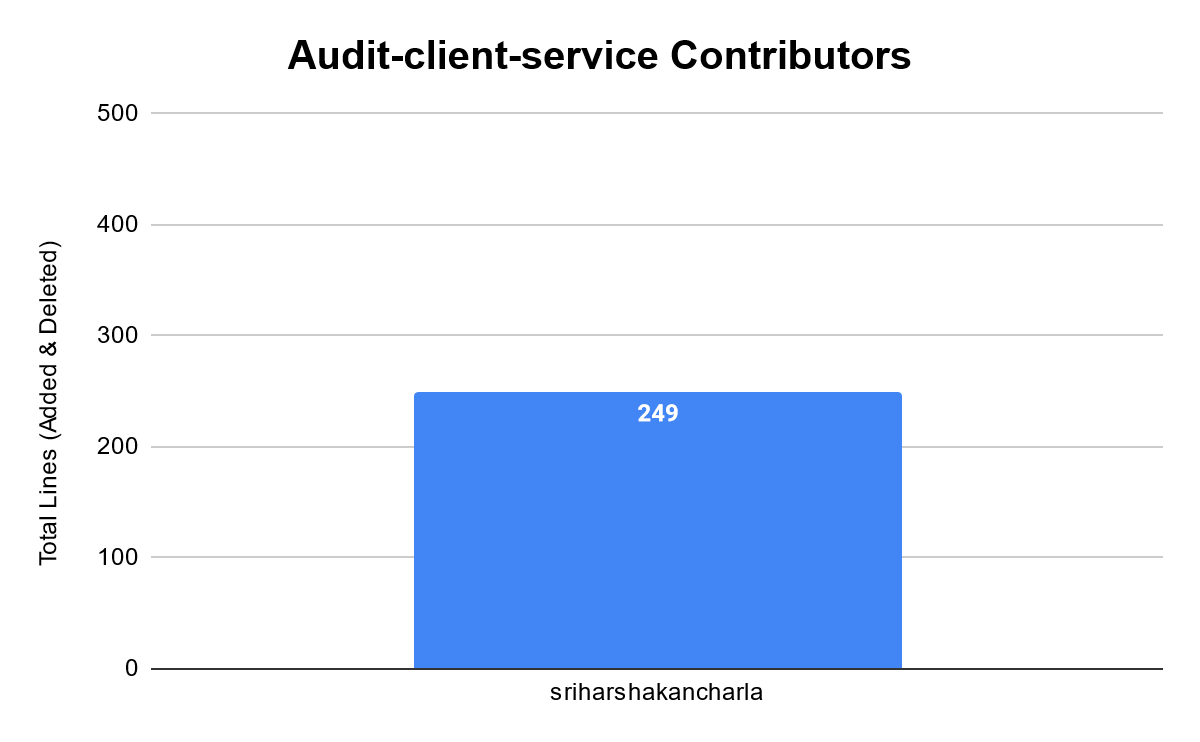 Audit-client-service Contributors
500
400
300
200
100
0
Total Lines (Added & Deleted)
249
sriharshakancharla